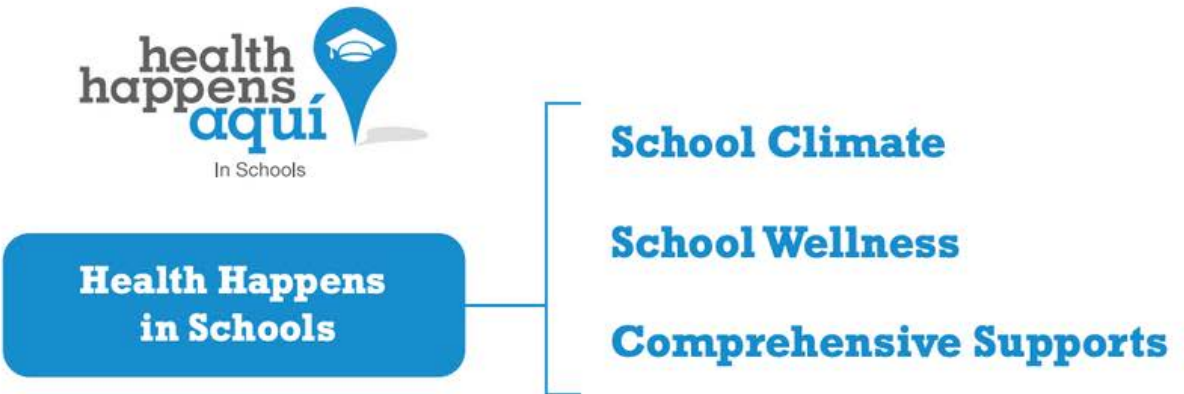 health
happens
aquí
In Schools
Health Happens
in Schools
School Climate
School Wellness
Comprehensive Supports